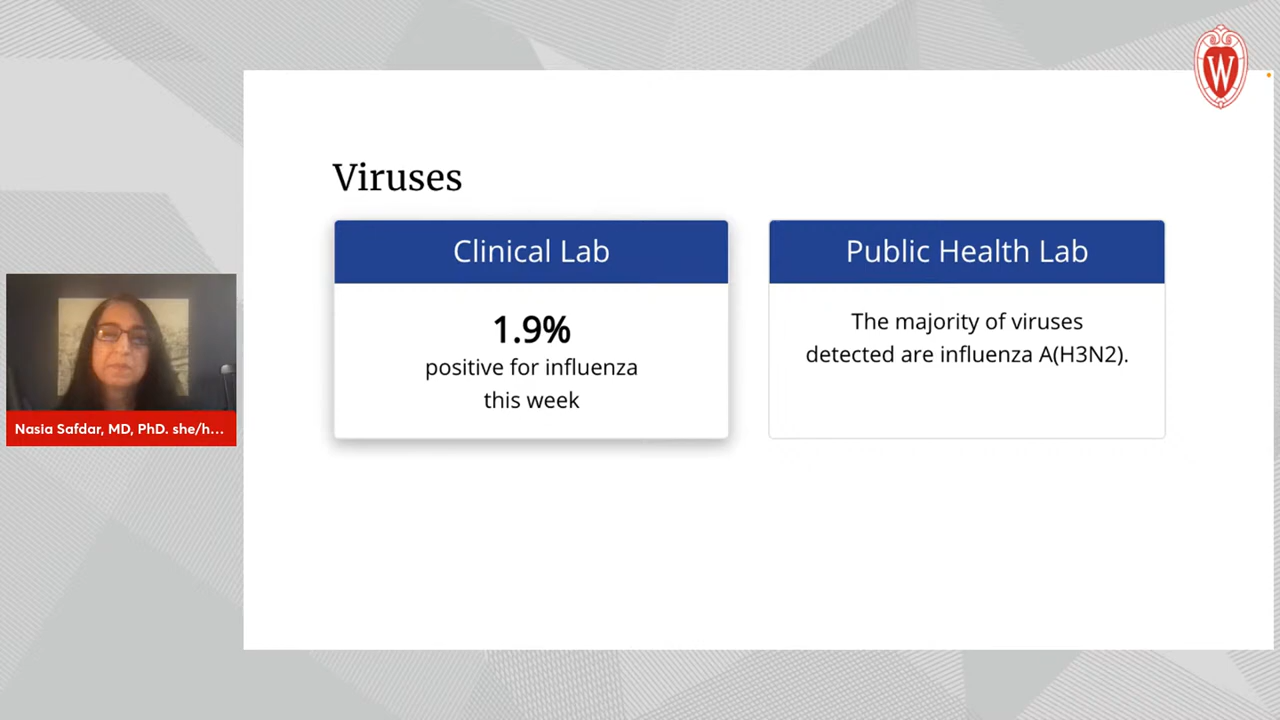 W
Viruses
Clinical Lab
1.9%
positive for influenza
this week
Public Health Lab
The majority of viruses
detected are influenza A(H3N2).
Nasia Safdar, MD, PhD. she/h...